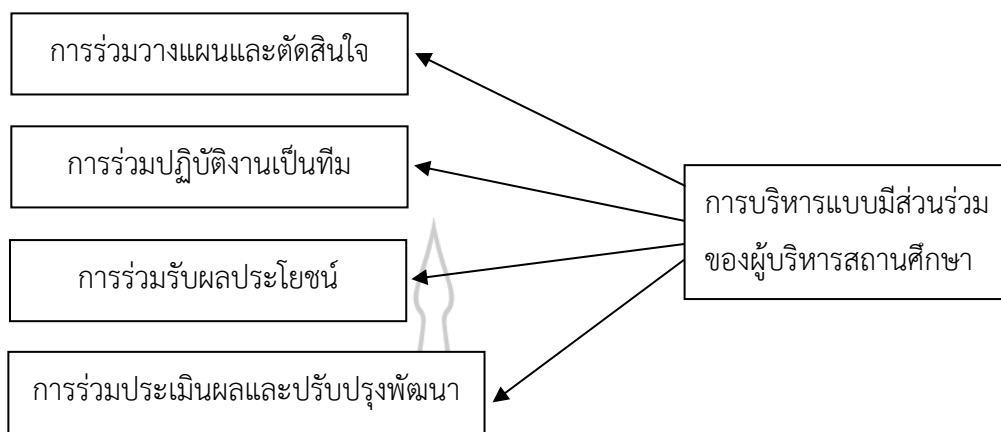 การร่วมวางแผนและตัดสินใจ
การร่วมปฏิบัติงานเป็นทีม
การร่วมรับผลประโยชน์
การร่วมประเมินผลและปรับปรุงพัฒนา
การบริหารแบบมีส่วนร่วม
ของผู้บริหารสถานศึกษา